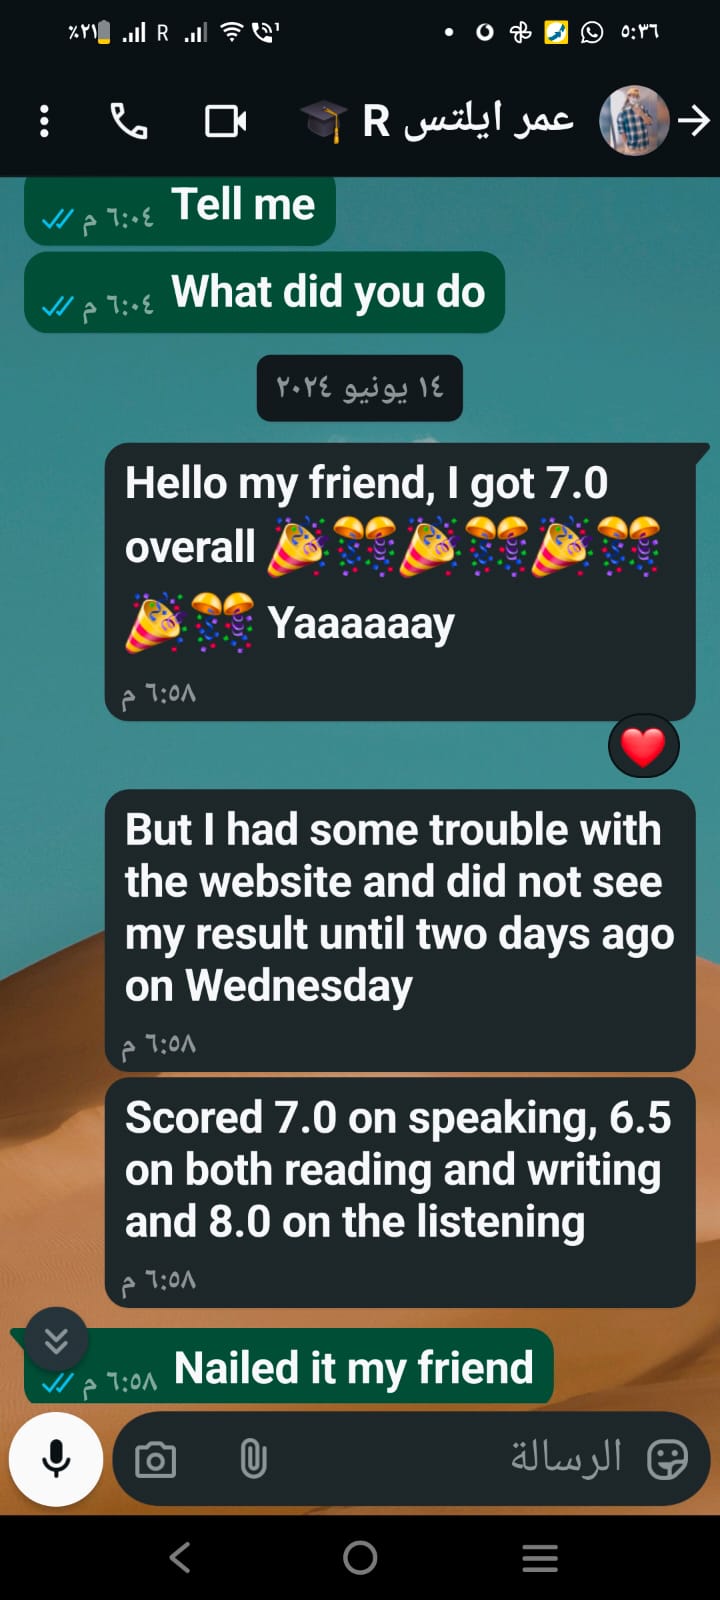 ٪٢١ R ١ ٥:٣٦
عمر ايلتس R 🎓
Tell me
٦:٠٤ م
What did you do
٦:٠٤ م
١٤ يونيو ٢٠٢٤
Hello my friend, I got 7.0
overall 🎉🎊🎉🎊🎉🎊
🎉🎊 Yaaaaaay
٦:٥٨ م
But I had some trouble with
the website and did not see
my result until two days ago
on Wednesday
٦:٥٨ م
Scored 7.0 on speaking, 6.5
on both reading and writing
and 8.0 on the listening
٦:٥٨ م
Nailed it my friend
٦:٥٨ م
الرسالة